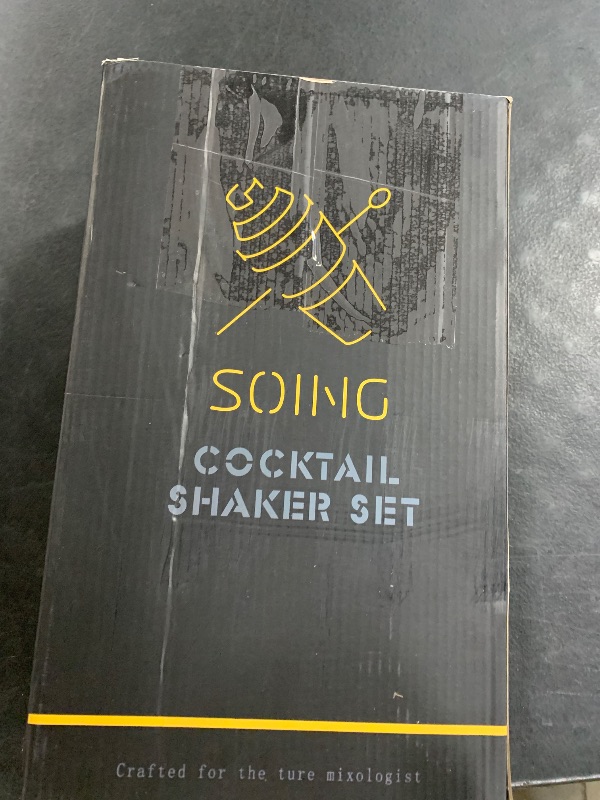 SOING
COCKTAIL
SHAKER SET
Crafted for the ture mixologist